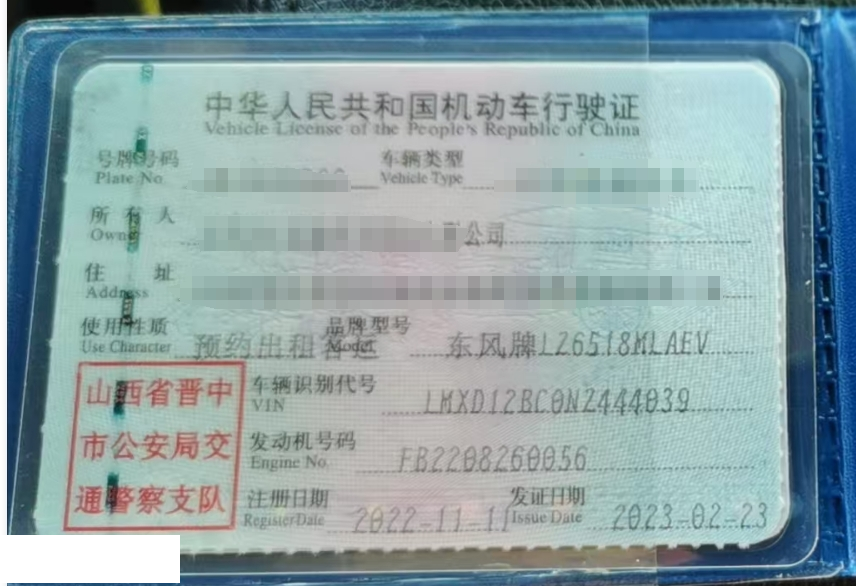 中华人民共和国机动车行驶证
Vehicle License of the People's Republic of China
号牌号码 车辆类型
Plate No. Vehicle Type
所有人 公司
Owner
住址
Address
使用性质 预约出租客运 品牌型号 东风牌LZ6518MLAEV
Use Character Model
山西省晋中
市公安局交
通警察支队
车辆识别代号 LMXD12BC0NZ444039
VIN
发动机号码 FB2208260056
Engine No.
注册日期 2022-11-11 发证日期 2023-02-23
Register Date Issue Date